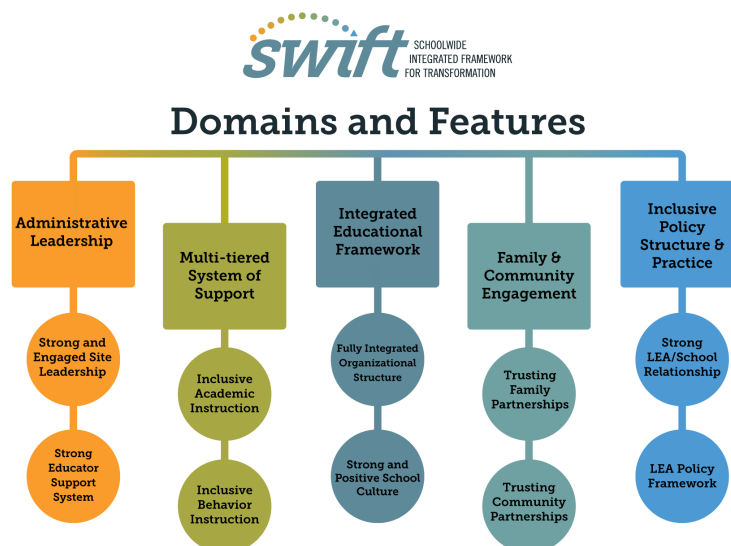 swift
SCHOOLWIDE
INTEGRATED FRAMEWORK
FOR TRANSFORMATION
Domains and Features
Administrative
Leadership
Strong and
Engaged Site
Leadership
Strong
Educator
Support
System
Multi-tiered
System of
Support
Inclusive
Academic
Instruction
Inclusive
Behavior
Instruction
Integrated
Educational
Framework
Fully Integrated
Organizational
Structure
Strong and
Positive School
Culture
Family &
Community
Engagement
Trusting
Family
Partnerships
Trusting
Community
Partnerships
Inclusive
Policy
Structure &
Practice
Strong
LEA/School
Relationship
LEA Policy
Framework